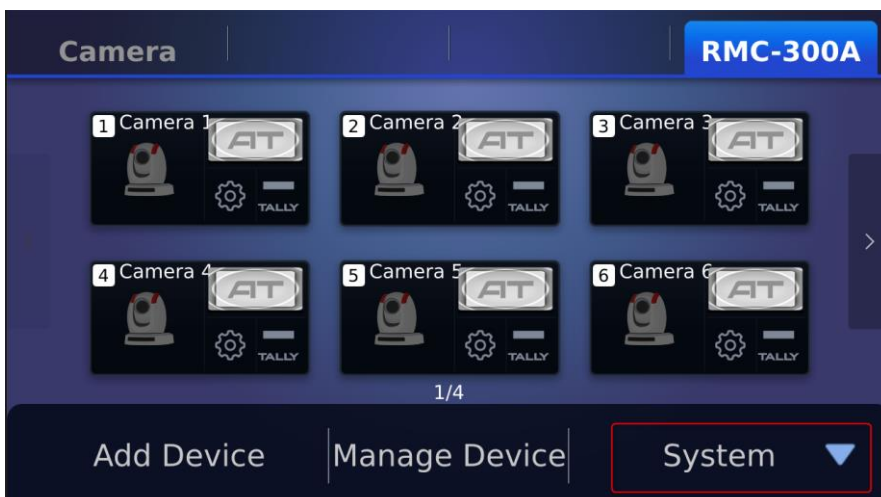 Camera
RMC-300A
1 Camera 1 AT
TALLY
2 Camera 2 AT
TALLY
3 Camera 3 AT
TALLY
4 Camera 4 AT
TALLY
5 Camera 5 AT
TALLY
6 Camera 6 AT
TALLY
1/4
Add Device
Manage Device
System